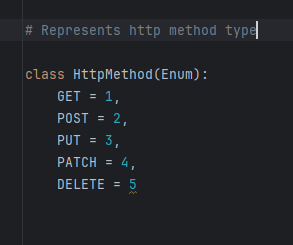 # Represents http method type
class HttpMethod(Enum):
    GET = 1,
    POST = 2,
    PUT = 3,
    PATCH = 4,
    DELETE = 5